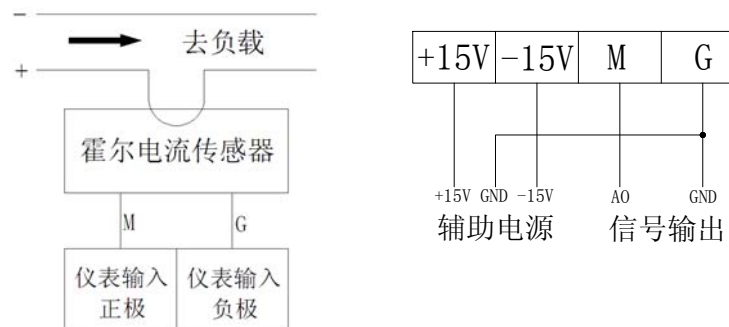 −
去负载
+
霍尔电流传感器
M G
仪表输入 仪表输入
正极 负极
+15V -15V M G
+15V GND -15V AO GND
辅助电源 信号输出